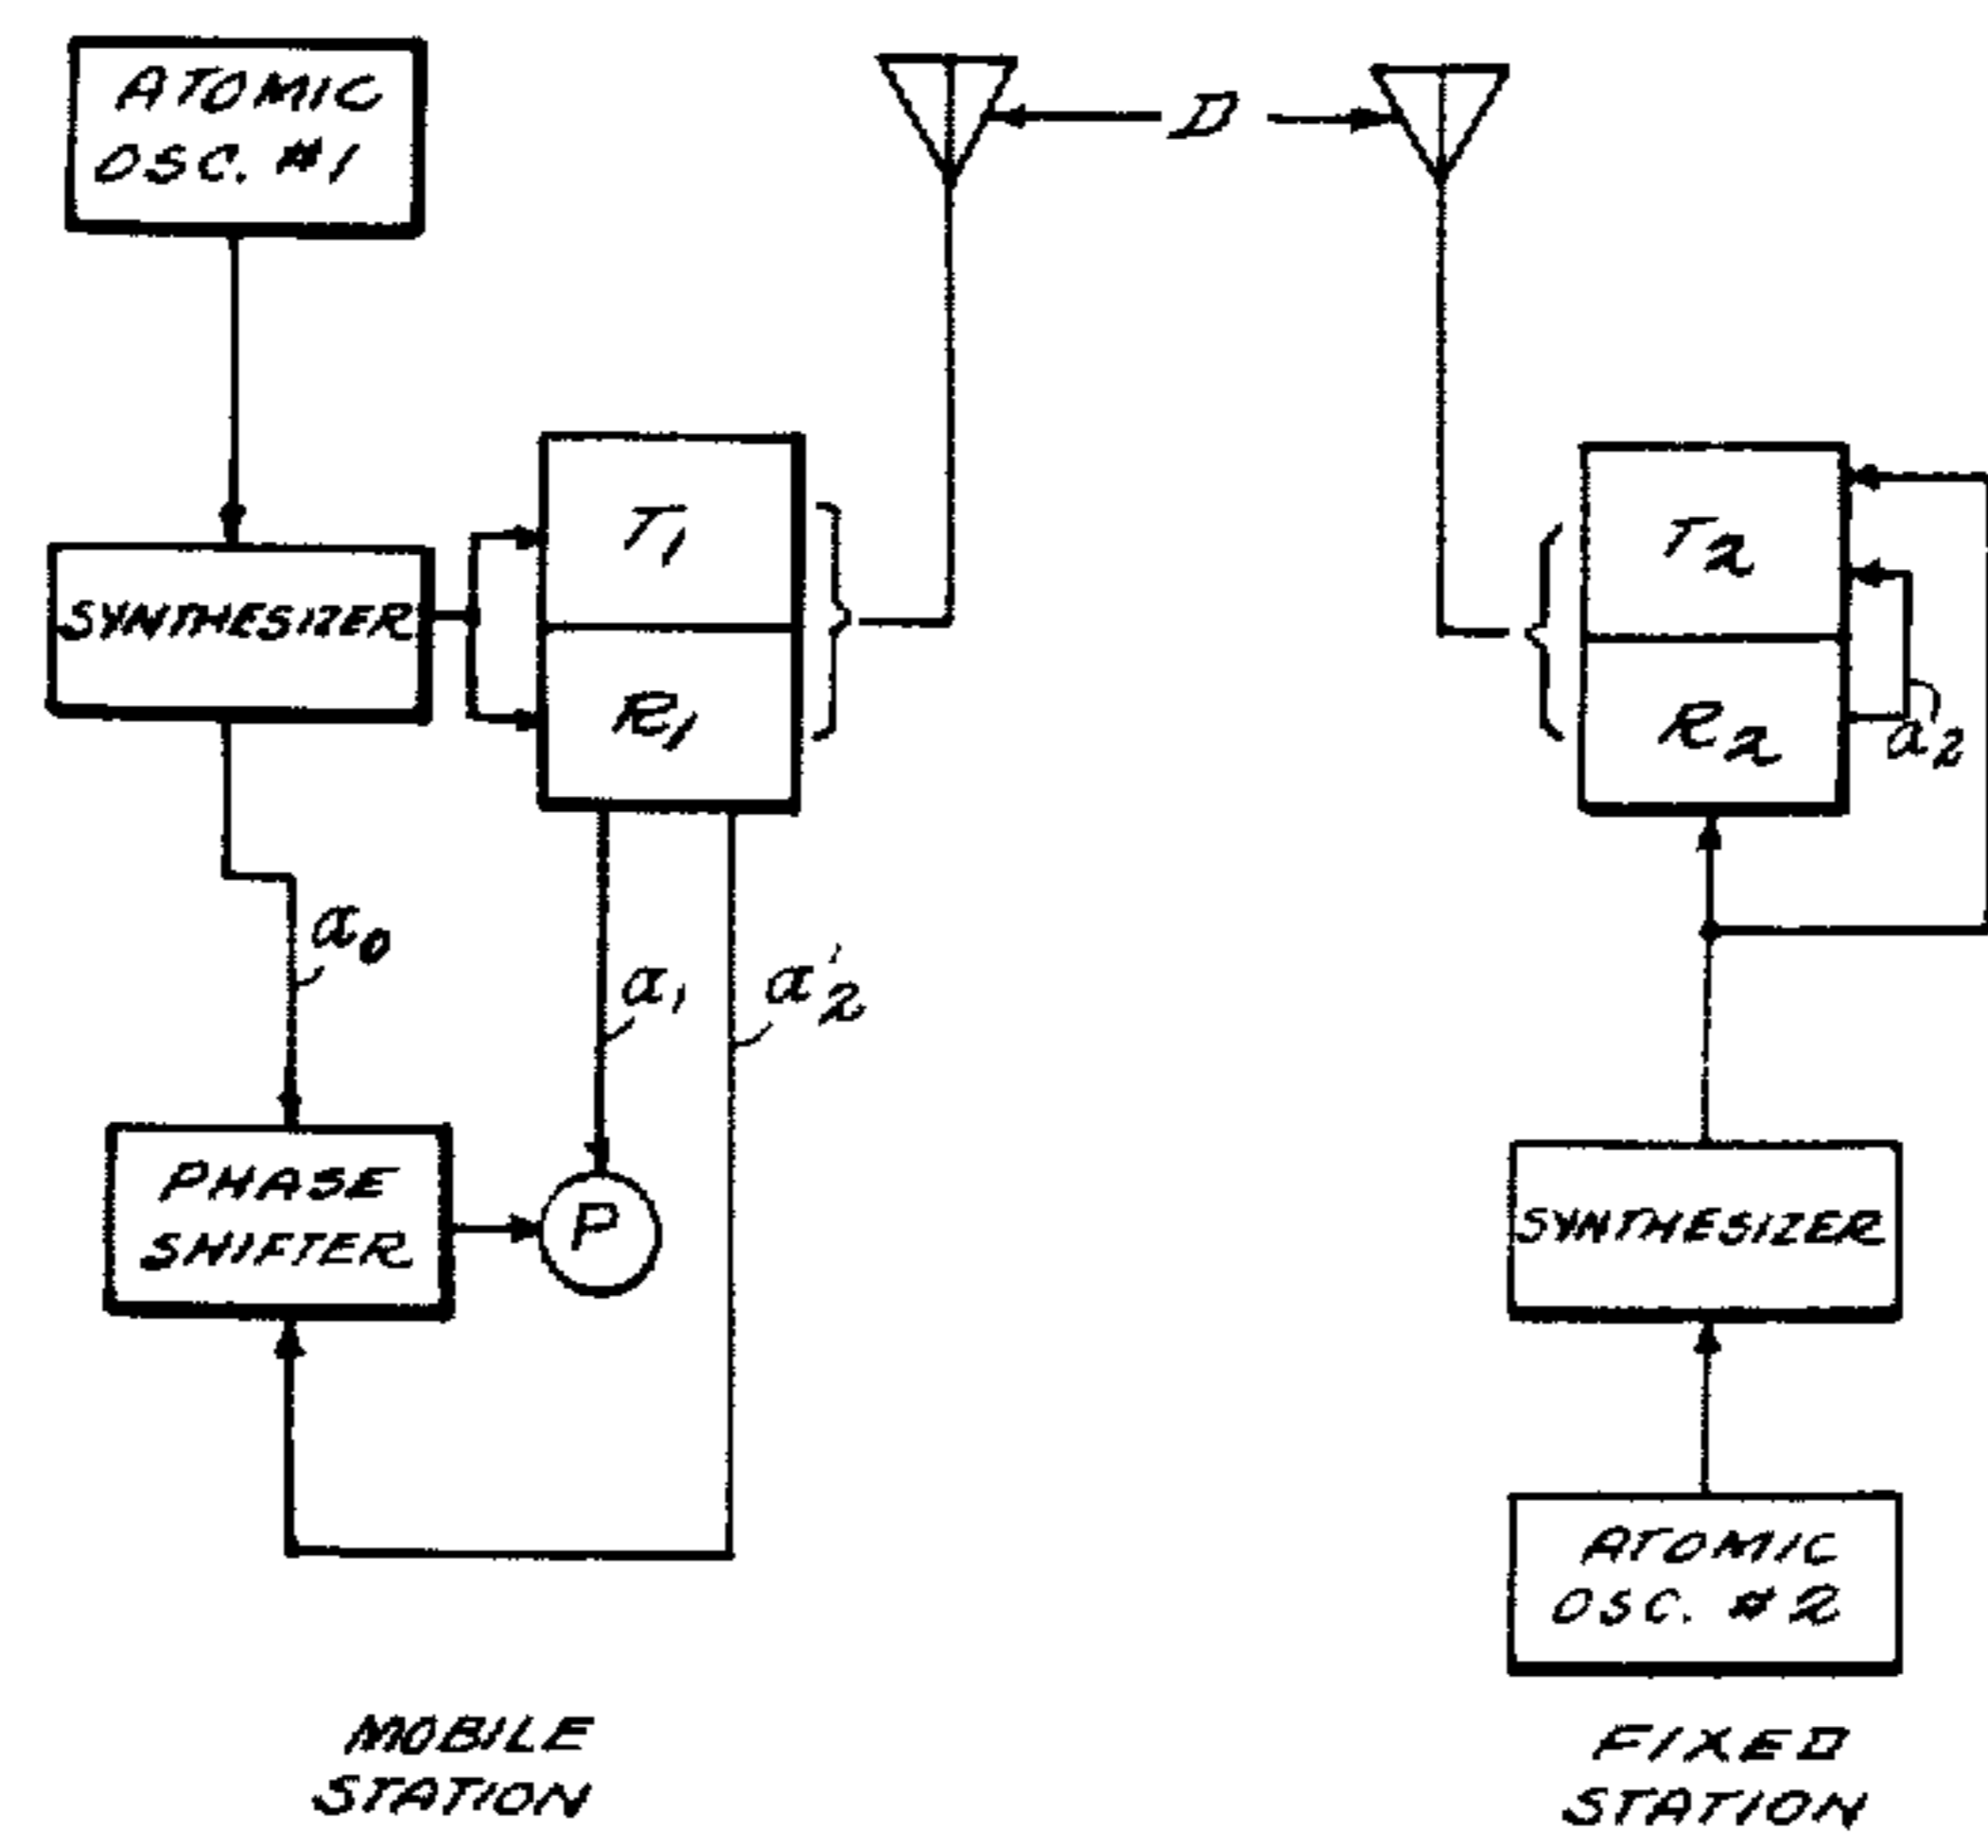 ATOMIC
OSC. #1
D
SYNTHESIZER
T1
R1
T2
R2
a2
a0
a1
a'2
PHASE
SHIFTER
P
SYNTHESIZER
ATOMIC
OSC. #2
MOBILE
STATION
FIXED
STATION